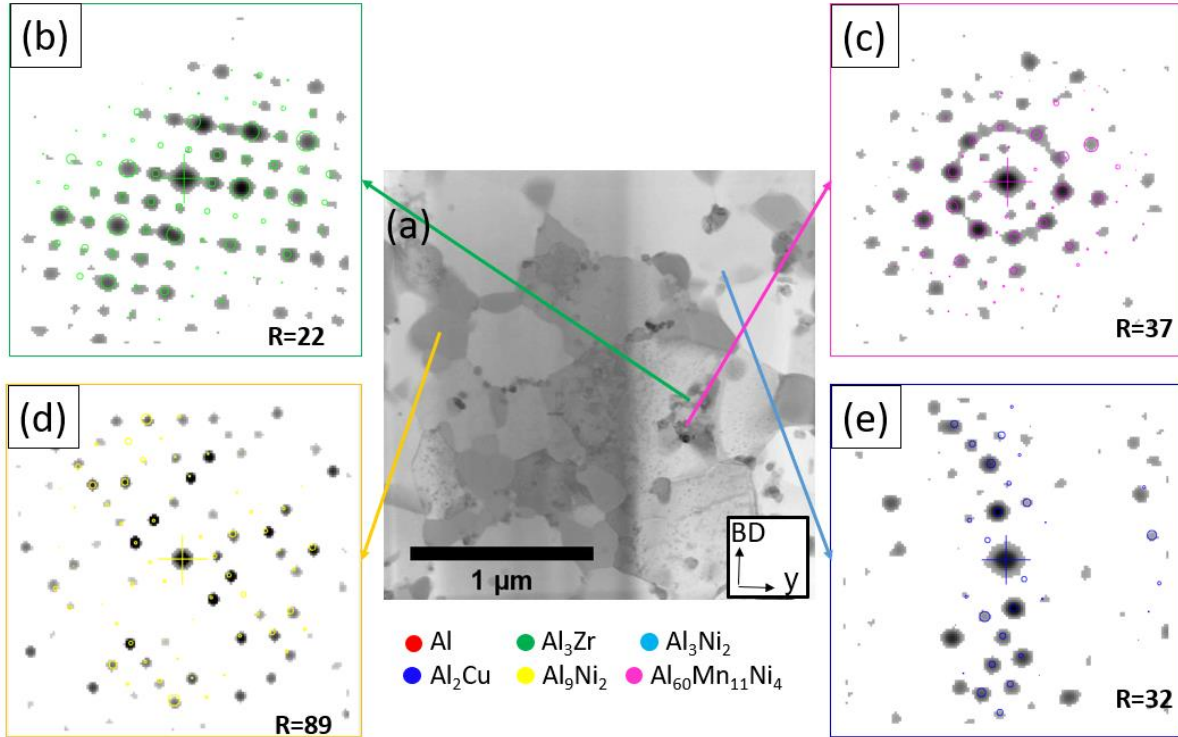 (b)
(c)
(a)
R=22
R=37
(d)
(e)
BD
y
1 µm
Al
Al₃Zr
Al₃Ni₂
Al₂Cu
Al₉Ni₂
Al₆₀Mn₁₁Ni₄
R=89
R=32